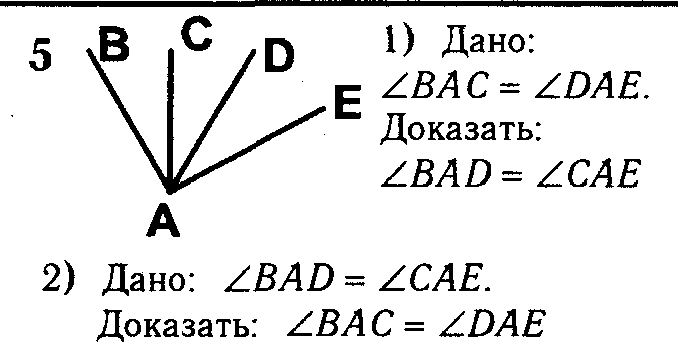 5
B C D E A
1) Дано:
∠BAC = ∠DAE.
Доказать:
∠BAD = ∠CAE
2) Дано: ∠BAD = ∠CAE.
Доказать: ∠BAC = ∠DAE